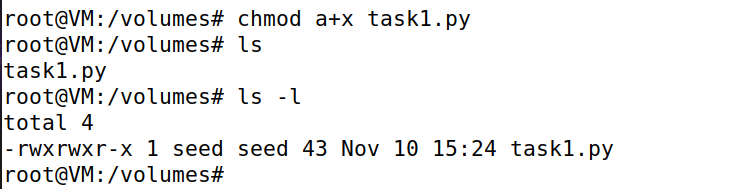 root@VM:/volumes# chmod a+x task1.py
root@VM:/volumes# ls
task1.py
root@VM:/volumes# ls -l
total 4
-rwxrwxr-x 1 seed seed 43 Nov 10 15:24 task1.py
root@VM:/volumes#